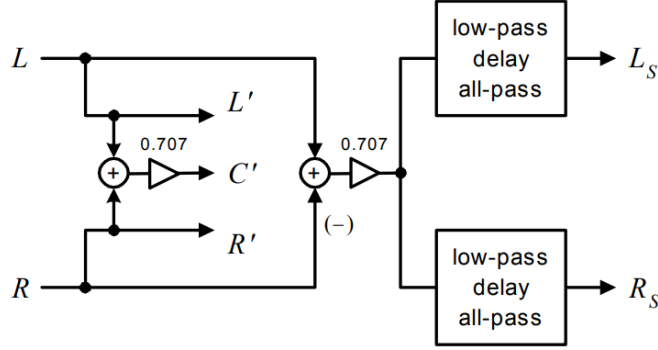 low-pass
delay
all-pass
L
L_S
L'
0.707
0.707
+
C'
+
(−)
R'
low-pass
delay
all-pass
R
R_S